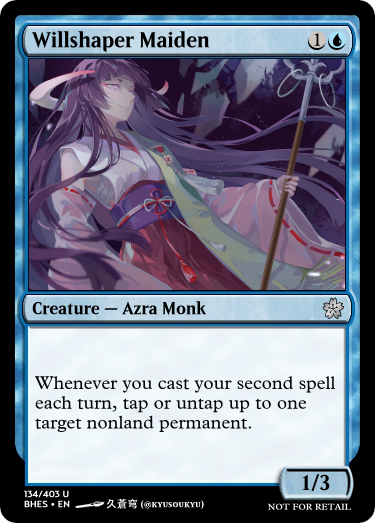 Willshaper Maiden 1
Creature — Azra Monk
Whenever you cast your second spell
each turn, tap or untap up to one
target nonland permanent.
1/3
134/403 U
BHES • EN 久蒼穹 (@KYUSOUKYU)
NOT FOR RETAIL